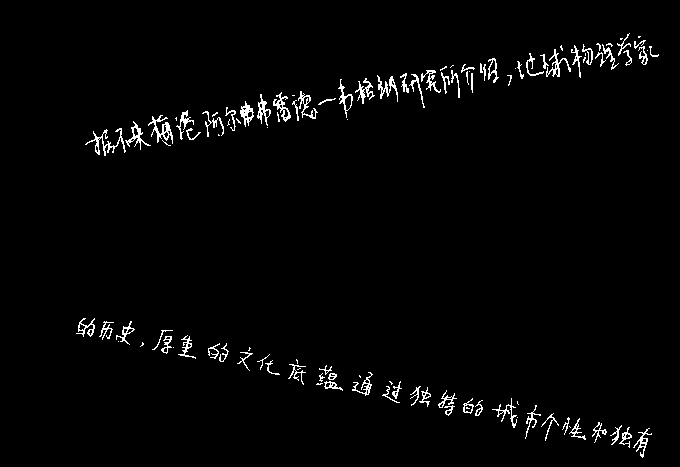 据不来梅港阿尔弗雷德—韦格纳研究所介绍，地球物理学家
的历史，厚重的文化底蕴通过独特的城市个性和独有